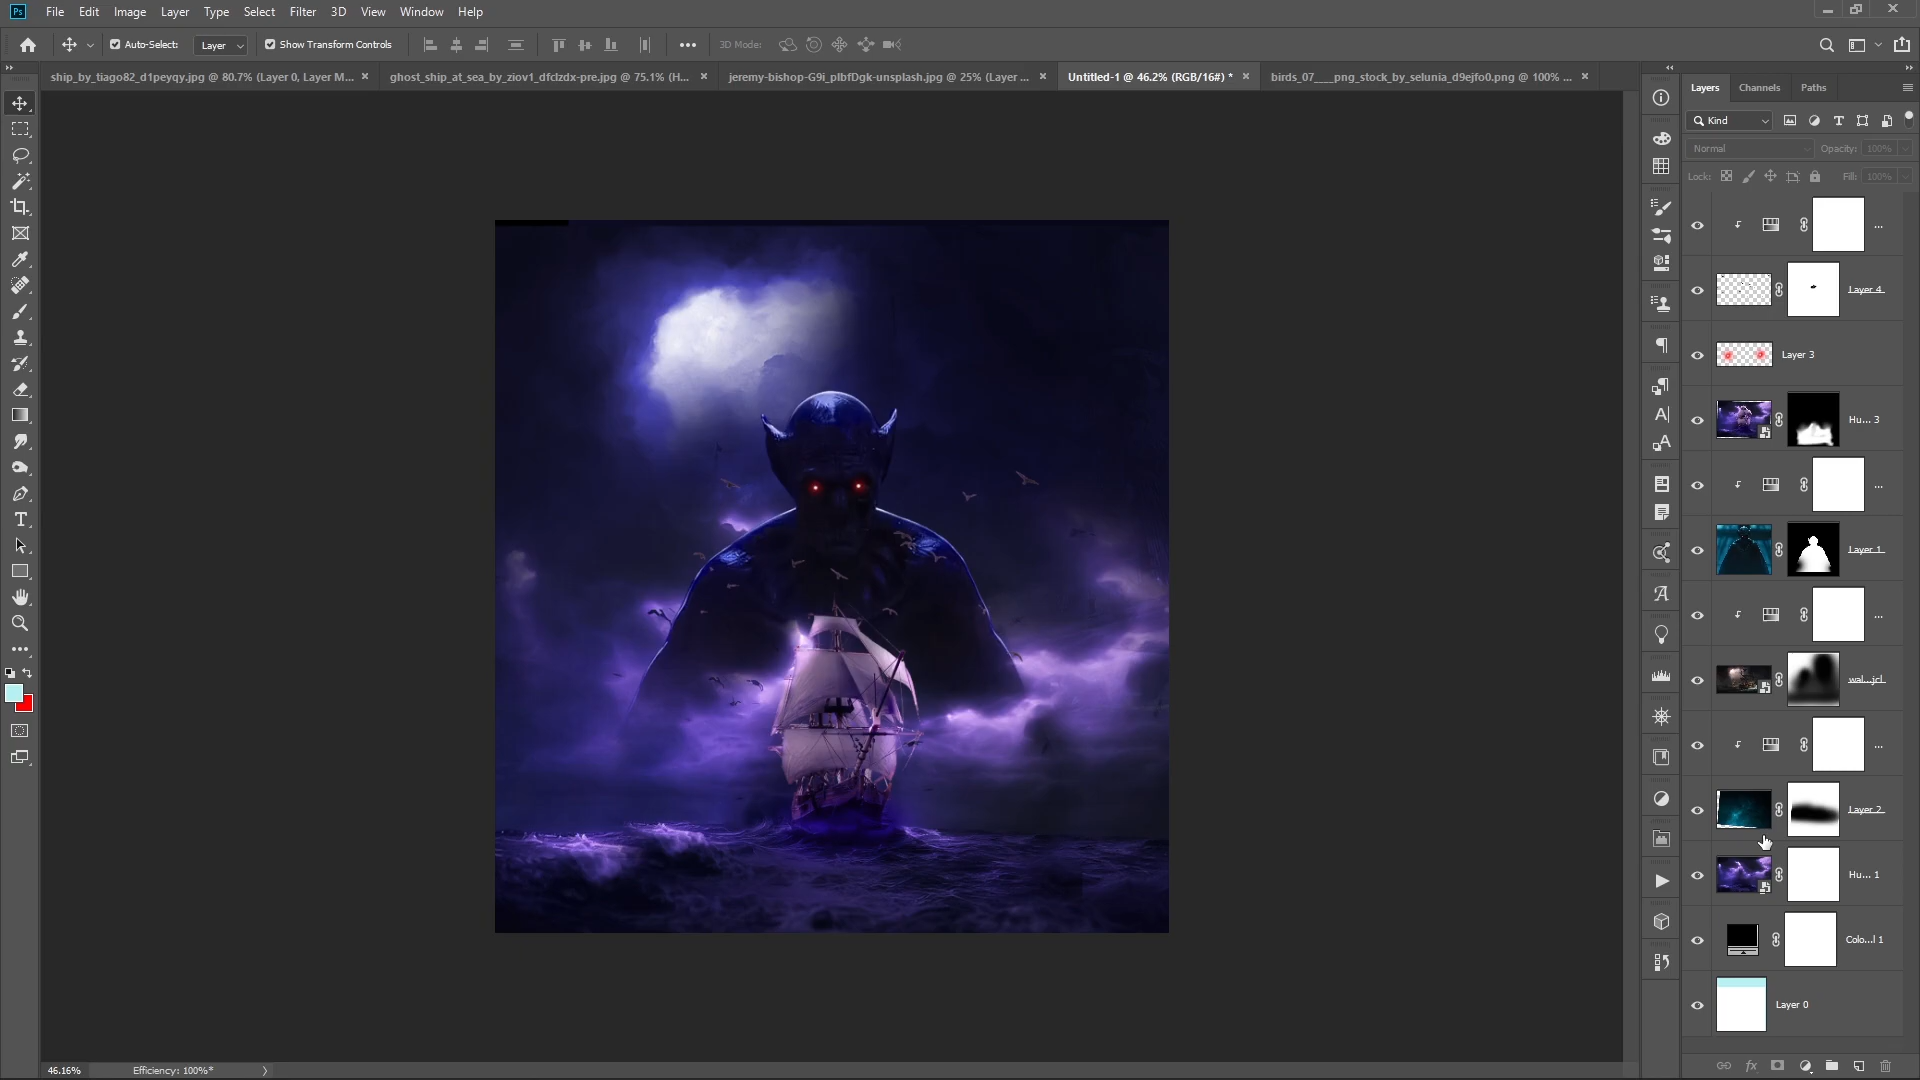 Ps File Edit Image Layer Type Select Filter 3D View Window Help
Auto-Select: Layer Show Transform Controls 3D Mode:
ship_by_tiago82_d1peyqy.jpg @ 80.7% (Layer 0, Layer M... × ghost_ship_at_sea_by_ziov1_dfclzdx-pre.jpg @ 75.1% (H... × jeremy-bishop-G9i_plbfDgk-unsplash.jpg @ 25% (Layer ... × Untitled-1 @ 46.2% (RGB/16#) * × birds_07___png_stock_by_selunia_d9ejfo0.png @ 100% ... ×
Layers Channels Paths
Kind
Normal Opacity: 100%
Lock: Fill: 100%
...
Layer 4
Layer 3
Hu... 3
...
Layer 1
...
wal...jcl
...
Layer 2
Hu... 1
Colo...l 1
Layer 0
46.16% Efficiency: 100%*